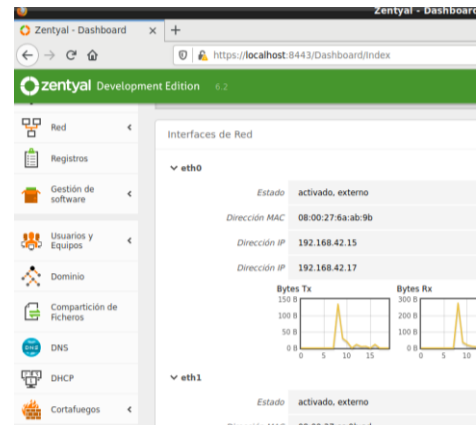 Zentyal - Dashboard
Zentyal - Dashboard
https://localhost:8443/Dashboard/Index
zentyal Development Edition 6.2
Red
Interfaces de Red
Registros
eth0
Gestión de
software
Estado activado, externo
Dirección MAC 08:00:27:6a:ab:9b
Usuarios y
Equipos
Dirección IP 192.168.42.15
Dominio
Dirección IP 192.168.42.17
Compartición de
Ficheros
Bytes Tx
150 B
100 B
50 B
0 B
0 5 10 15
Bytes Rx
300 B
200 B
100 B
0 B
0 5 10
DNS
DHCP
eth1
Cortafuegos
Estado activado, externo